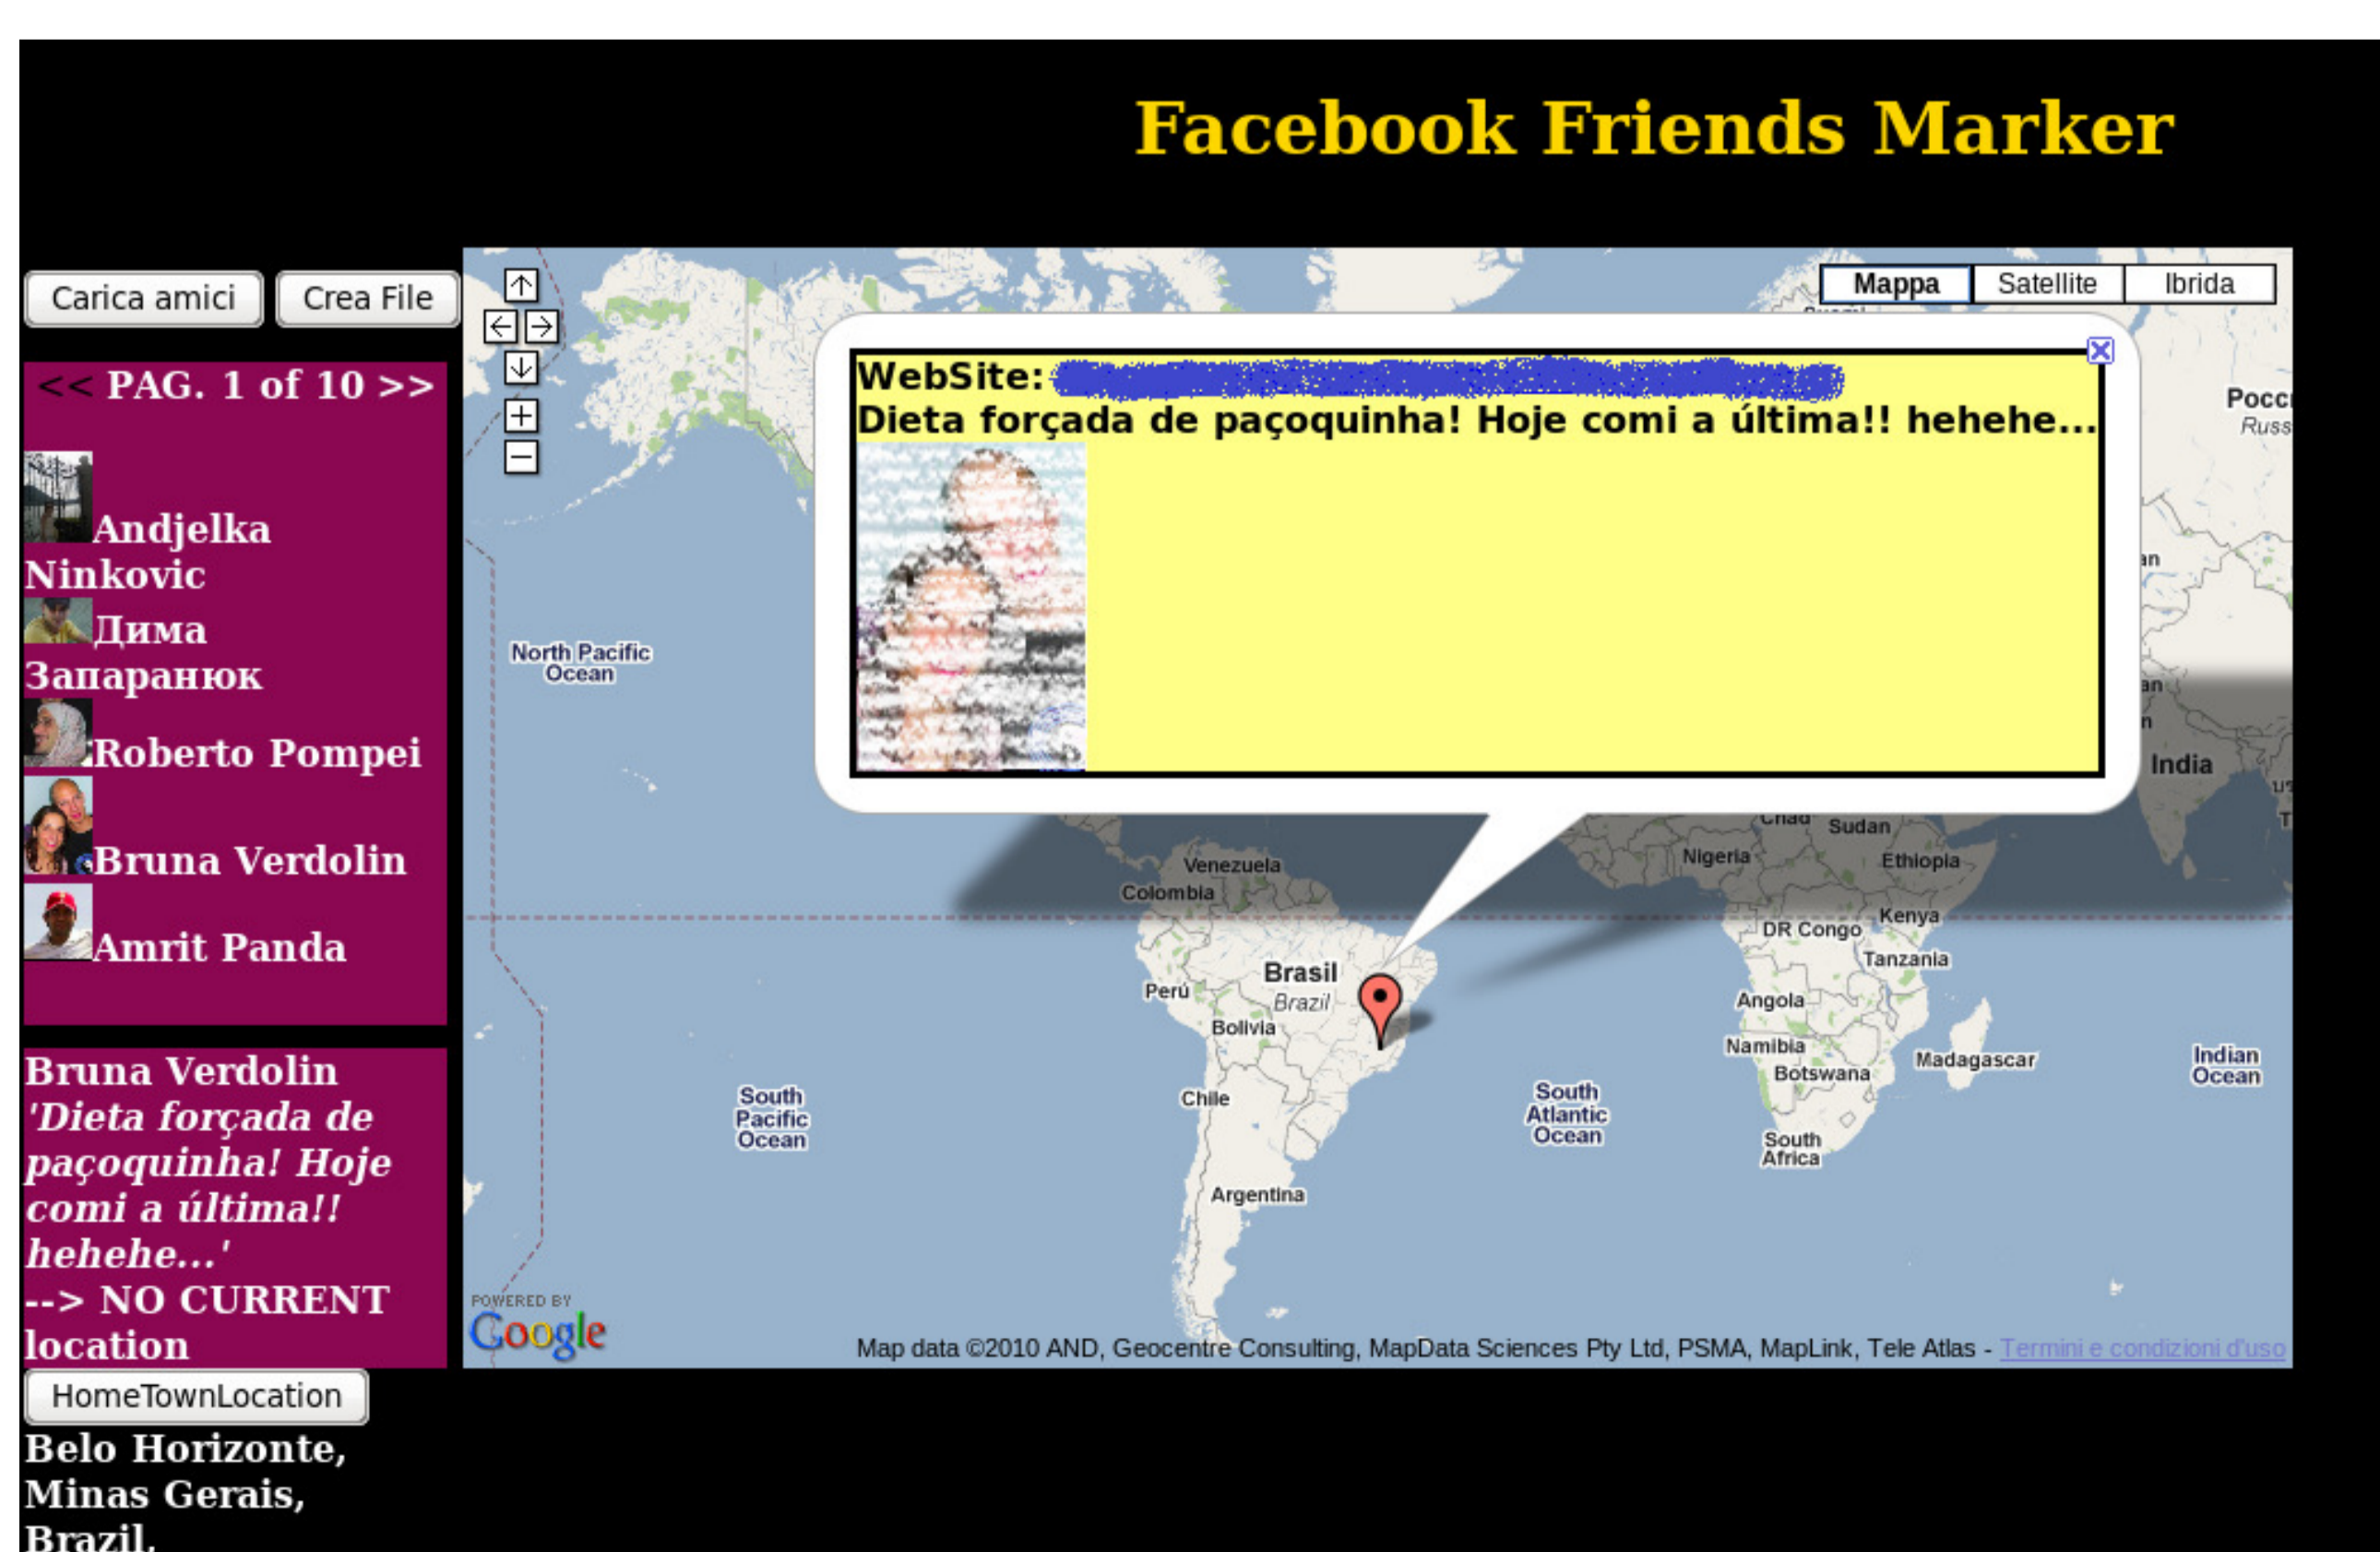 Facebook Friends Marker
Carica amici
Crea File
<< PAG. 1 of 10 >>
Andjelka
Ninkovic
Дима
Запаранюк
Roberto Pompei
Bruna Verdolin
Amrit Panda
Bruna Verdolin
'Dieta forçada de
paçoquinha! Hoje
comi a última!!
hehehe...'
--> NO CURRENT
location
HomeTownLocation
Belo Horizonte,
Minas Gerais,
Brazil,
Mappa
Satellite
Ibrida
WebSite:
Dieta forçada de paçoquinha! Hoje comi a última!! hehehe...
North Pacific
Ocean
India
Chad
Sudan
Venezuela
Nigeria
Ethiopia
Colombia
Kenya
DR Congo
Tanzania
Brasil
Brazil
Perú
Angola
Bolivia
Namibia
Madagascar
Botswana
Indian
Ocean
Chile
South
Pacific
Ocean
South
Atlantic
Ocean
South
Africa
Argentina
POWERED BY
Google
Map data ©2010 AND, Geocentre Consulting, MapData Sciences Pty Ltd, PSMA, MapLink, Tele Atlas - Termini e condizioni d'uso